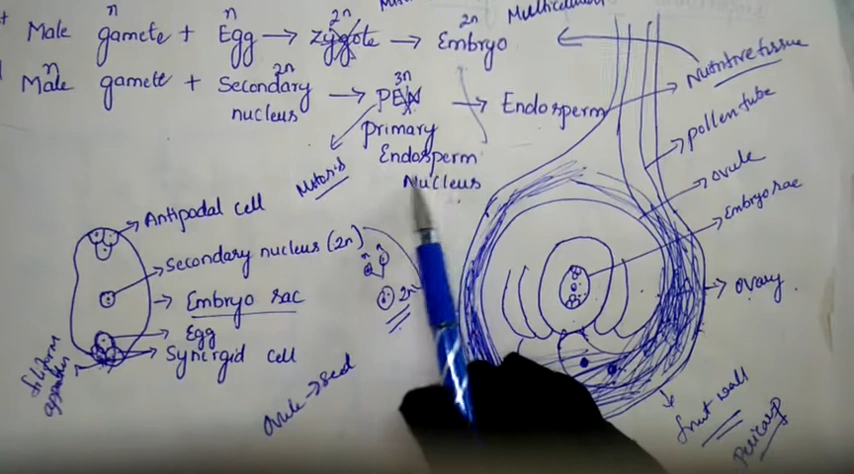 n n 2n 2n
Male gamete + Egg → zygote → Embryo
n 2n 3n
Male gamett + Secondary nucleus → PEN → Endosperm
primary
Endosperm
Nucleus
Mitosis
Nutritive tissue
pollen tube
ovule
Embryo sac
ovary
fruit wall
Pericarp
Antipodal cell
Secondary nucleus (2n)
Embryo sac
Egg
Synergid cell
filiform
apparatus
n n
2n
Ovule → seed